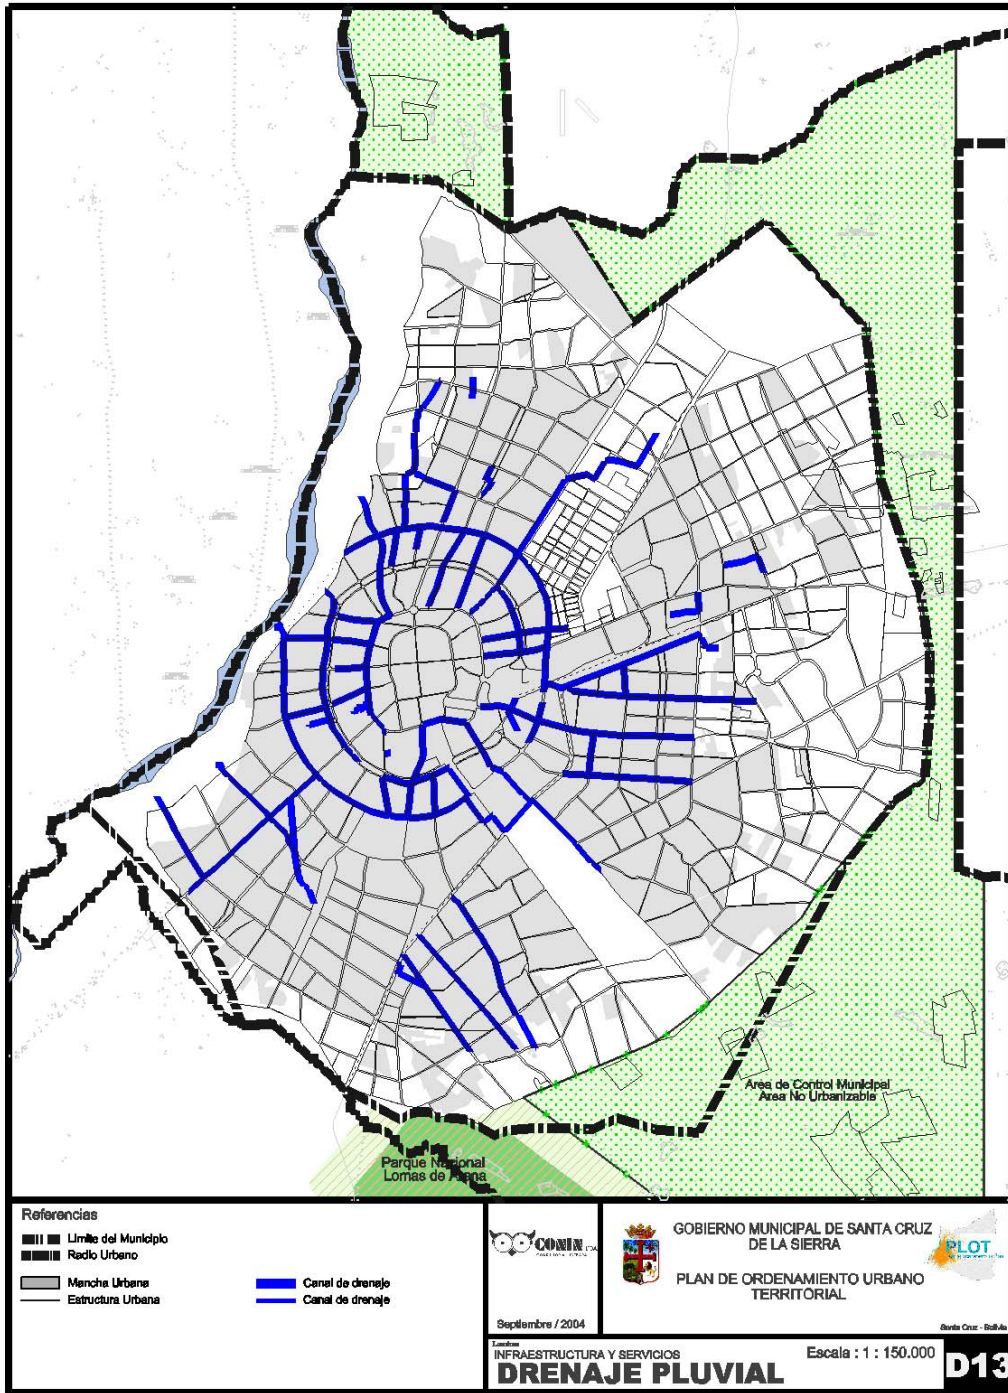 Area de Control Municipal
Area No Urbanizable
Parque Nacional
Lomas de Arena
Referencias
Limite del Municipio
Radio Urbano
Mancha Urbana
Estructura Urbana
Canal de drenaje
Canal de drenaje
CONIN LTDA
Septiembre / 2004
GOBIERNO MUNICIPAL DE SANTA CRUZ
DE LA SIERRA
PLAN DE ORDENAMIENTO URBANO
TERRITORIAL
PLOT
Santa Cruz - Bolivia
Lamina
INFRAESTRUCTURA Y SERVICIOS
DRENAJE PLUVIAL
Escala : 1 : 150.000
D13